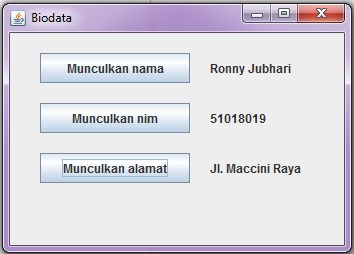 Biodata
Munculkan nama Ronny Jubhari
Munculkan nim 51018019
Munculkan alamat Jl. Maccini Raya